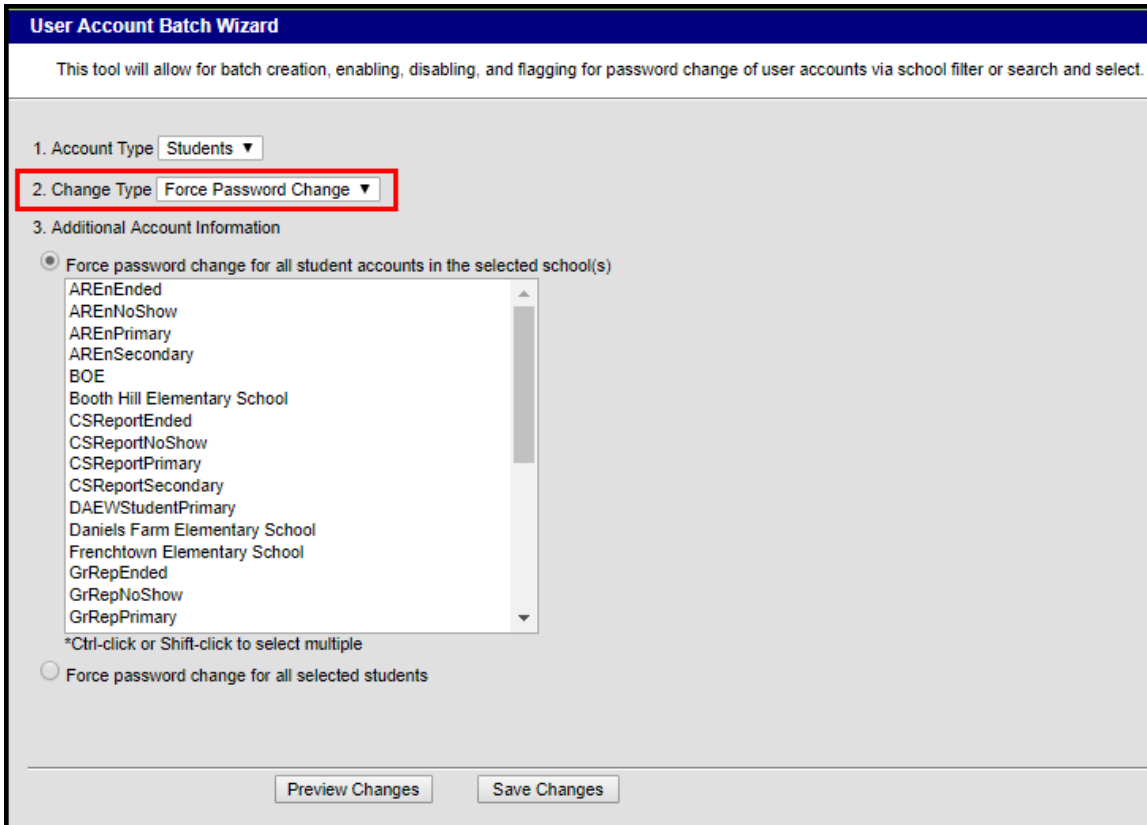 User Account Batch Wizard
This tool will allow for batch creation, enabling, disabling, and flagging for password change of user accounts via school filter or search and select.
1. Account Type Students ▼
2. Change Type Force Password Change ▼
3. Additional Account Information
Force password change for all student accounts in the selected school(s)
AREnEnded
AREnNoShow
AREnPrimary
AREnSecondary
BOE
Booth Hill Elementary School
CSReportEnded
CSReportNoShow
CSReportPrimary
CSReportSecondary
DAEWStudentPrimary
Daniels Farm Elementary School
Frenchtown Elementary School
GrRepEnded
GrRepNoShow
GrRepPrimary
*Ctrl-click or Shift-click to select multiple
Force password change for all selected students
Preview Changes Save Changes